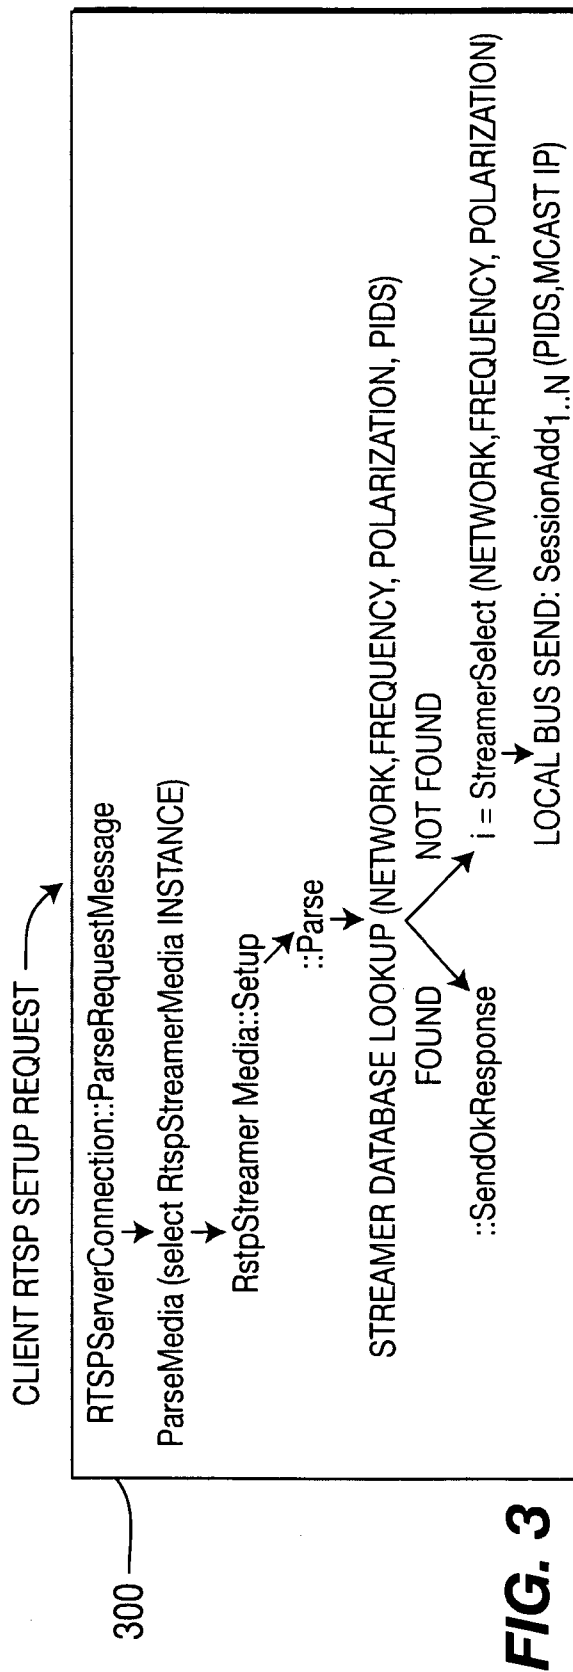 CLIENT RTSP SETUP REQUEST
300
RTSPServerConnection::ParseRequestMessage
ParseMedia (select RtspStreamerMedia INSTANCE)
RstpStreamer Media::Setup
::Parse
STREAMER DATABASE LOOKUP (NETWORK,FREQUENCY, POLARIZATION, PIDS)
FOUND NOT FOUND
::SendOkResponse
i = StreamerSelect (NETWORK,FREQUENCY, POLARIZATION)
LOCAL BUS SEND: SessionAdd1..N (PIDS,MCAST IP)
FIG. 3